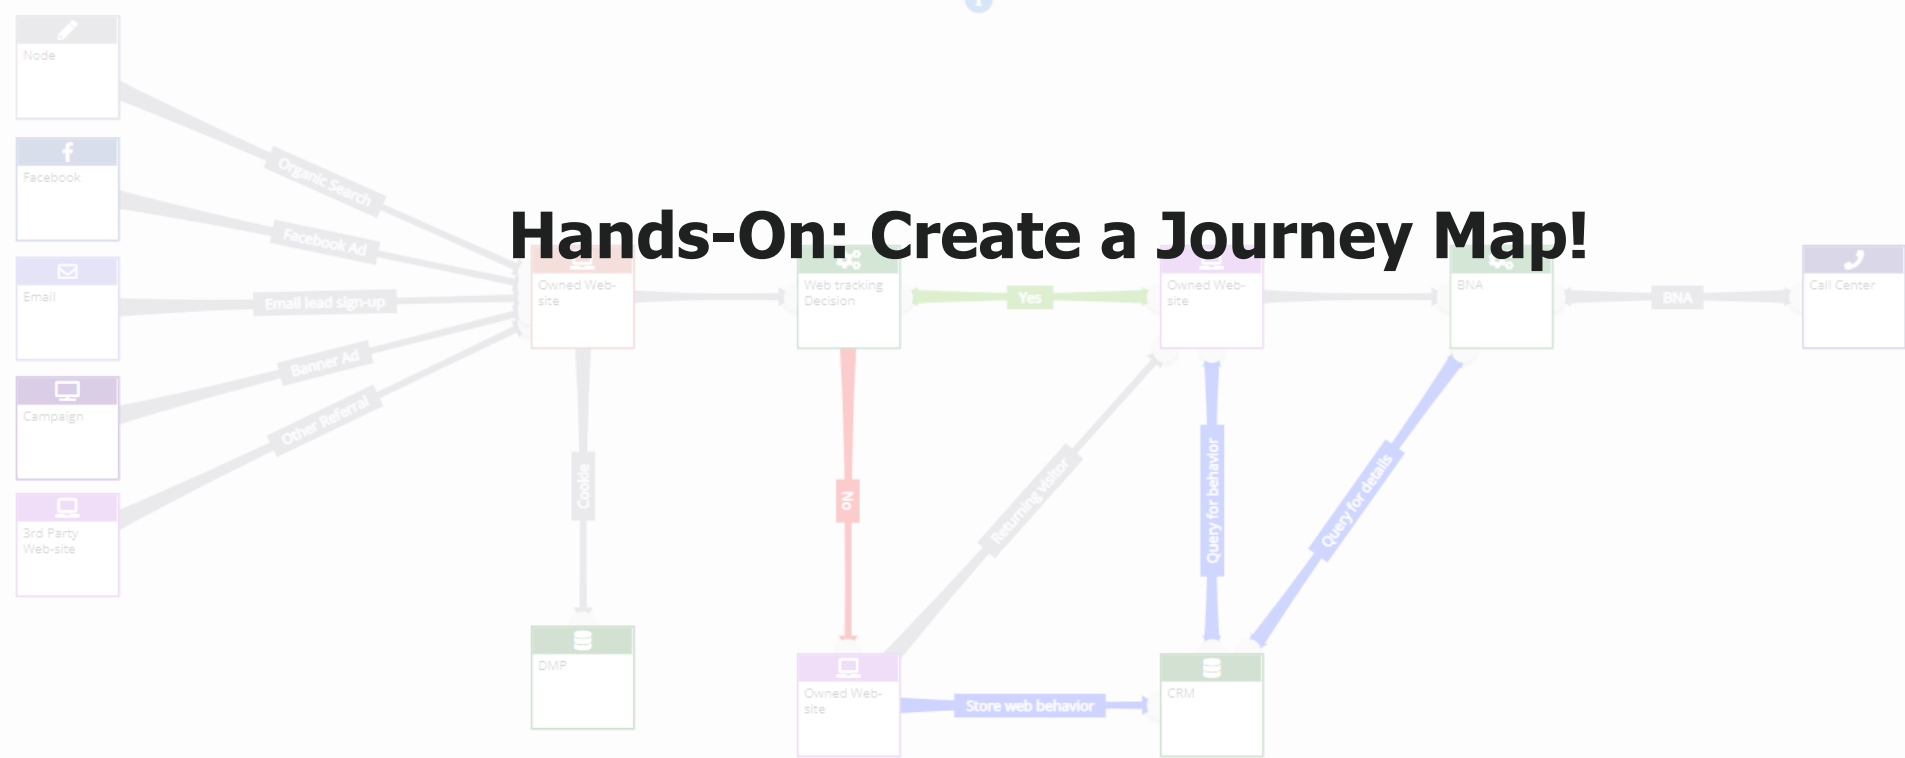 Hands-On: Create a Journey Map!
Node
Facebook
Email
Campaign
3rd Party
Web-site
Organic Search
Facebook Ad
Email lead sign-up
Banner Ad
Other Referral
Owned Web-
site
Cookie
DMP
Web tracking
Decision
No
Yes
Owned Web-
site
Store web behavior
Returning visitor
Owned Web-
site
Query for behavior
CRM
Query for details
BNA
BNA
Call Center